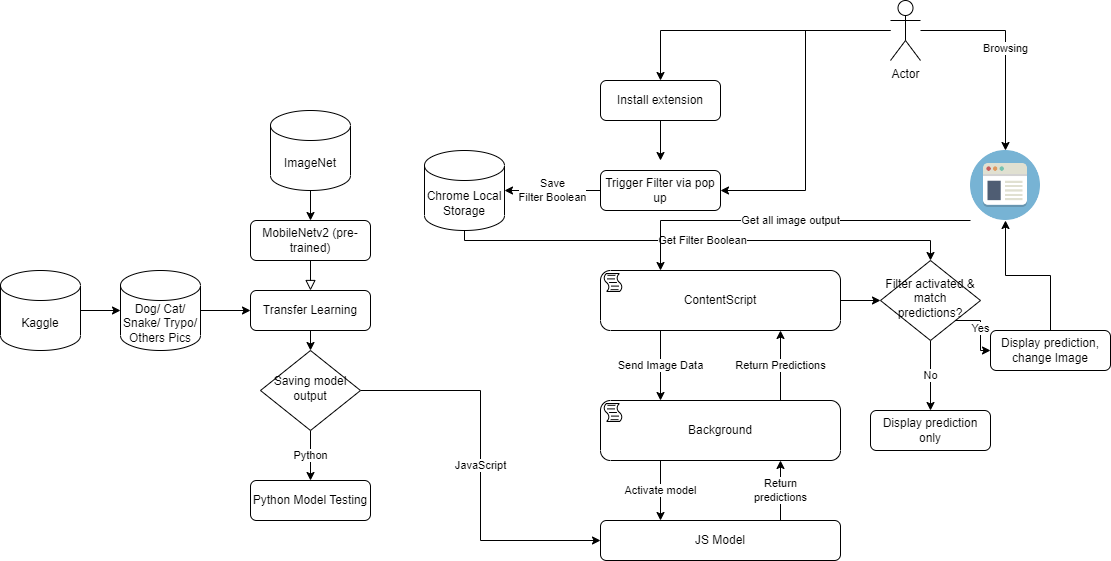 Actor
Browsing
Install extension
ImageNet
Chrome Local
Storage
Save
Filter Boolean
Trigger Filter via pop
up
MobileNetv2 (pre-
trained)
Get all image output
Get Filter Boolean
Kaggle
Dog/ Cat/
Snake/ Trypo/
Others Pics
Transfer Learning
ContentScript
Filter activated &
match
predictions?
Yes
Display prediction,
change Image
Saving model
output
Send Image Data
Return Predictions
No
Display prediction
only
Background
Python
JavaScript
Python Model Testing
Activate model
Return
predictions
JS Model